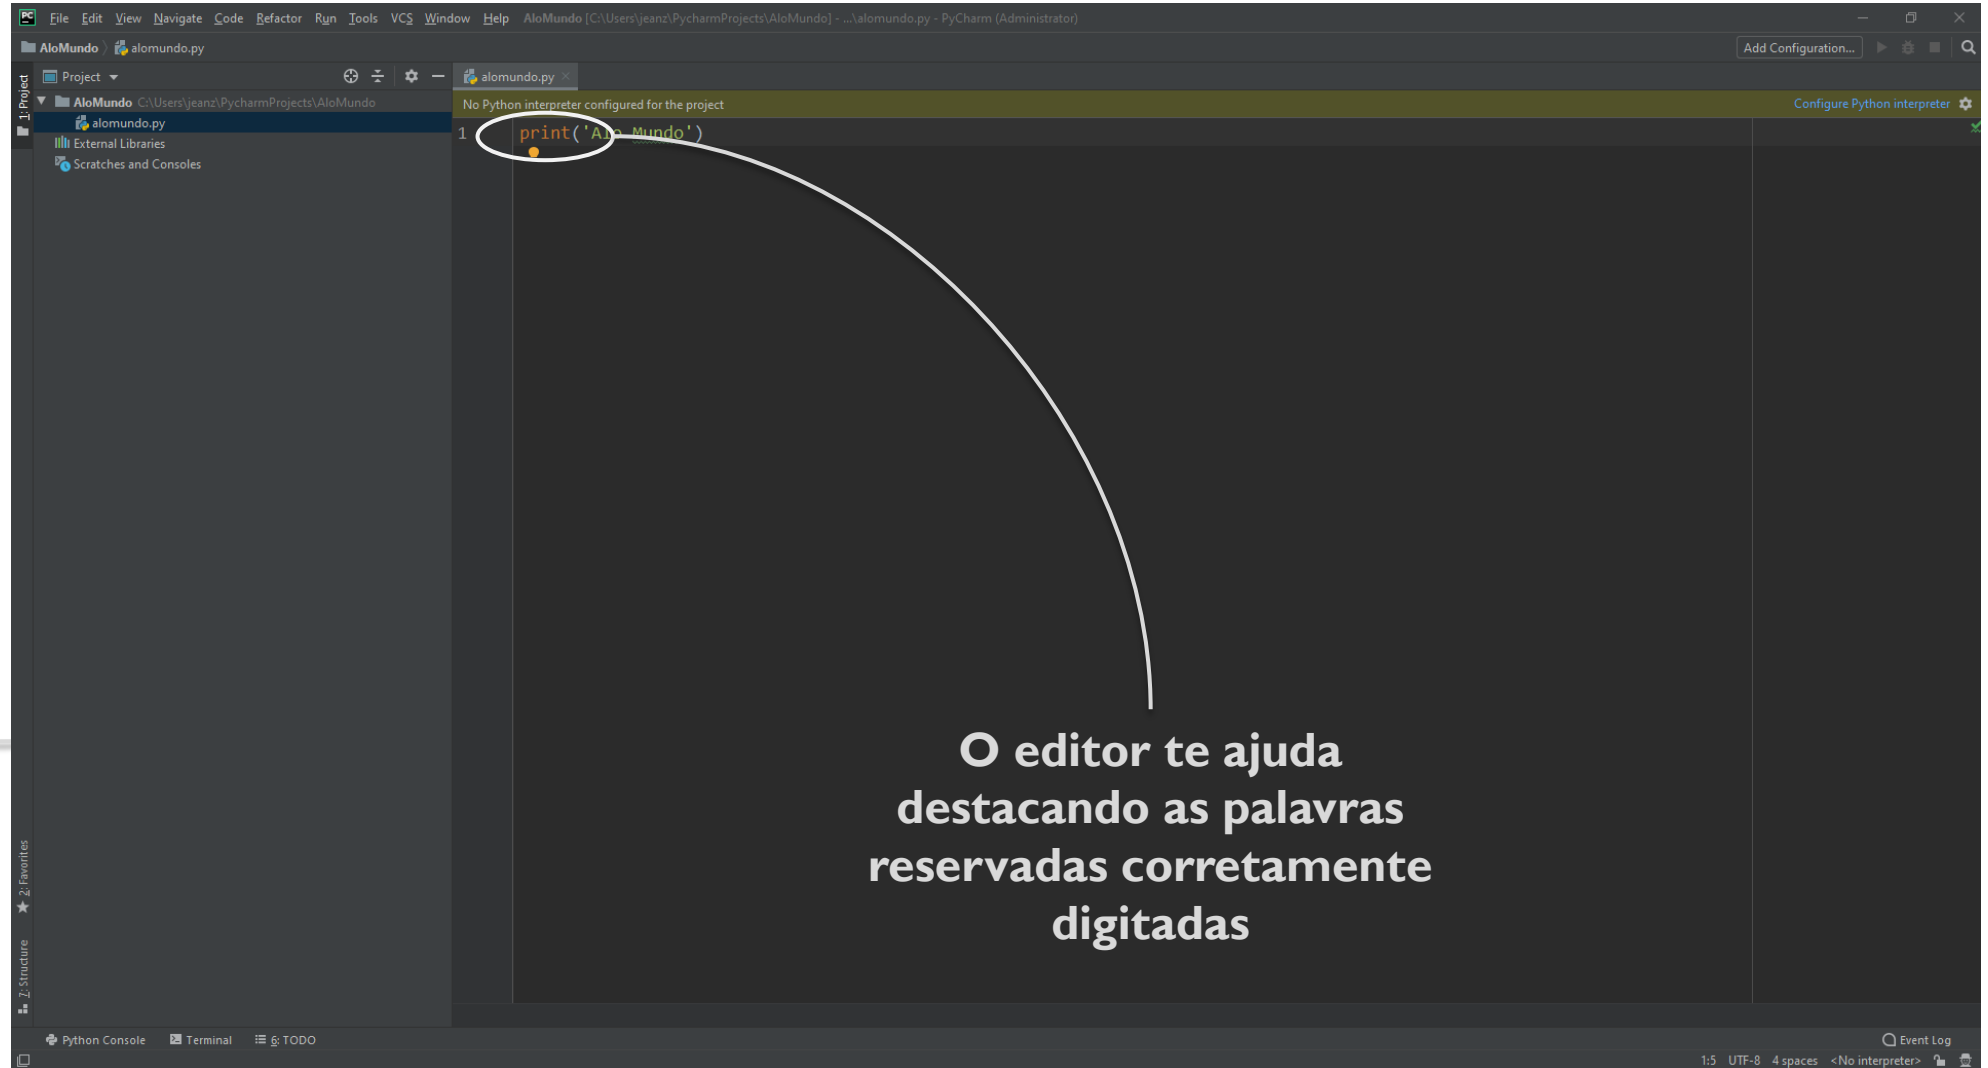 File Edit View Navigate Code Refactor Run Tools VCS Window Help AloMundo [C:\Users\jeanz\PycharmProjects\AloMundo] - ...\alomundo.py - PyCharm (Administrator)
AloMundo alomundo.py Add Configuration...
1: Project
Project
alomundo.py
AloMundo C:\Users\jeanz\PycharmProjects\AloMundo
alomundo.py
External Libraries
Scratches and Consoles
No Python interpreter configured for the project Configure Python interpreter
1 print('Alo Mundo')
O editor te ajuda
destacando as palavras
reservadas corretamente
digitadas
2: Favorites
7: Structure
Python Console Terminal 6: TODO Event Log
1:5 UTF-8 4 spaces <No interpreter>